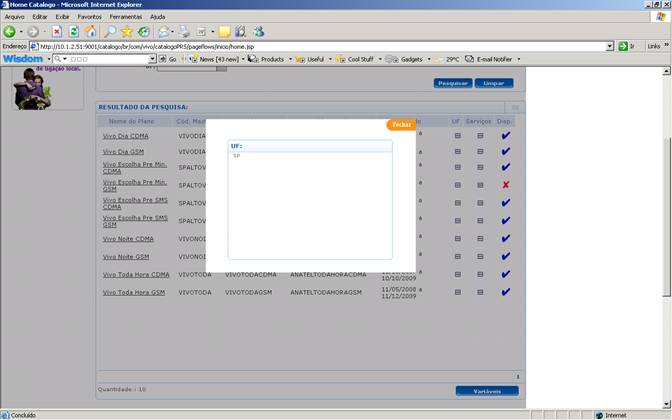 Home Catalogo - Microsoft Internet Explorer
Arquivo Editar Exibir Favoritos Ferramentas Ajuda
Endereço http://10.1.2.51:9001/catalogo/br/com/vivo/catalogoPRS/pageflows/inicio/home.jsp Ir
Wisdom Go News [43 new] Products Useful Cool Stuff Gadgets 29°C E-mail Notifier
de ligação local.
Pesquisar Limpar
RESULTADO DA PESQUISA:
Nome do Plano Cód. Mas UF Serviços Disp.
Fechar
Vivo Dia CDMA VIVODIA
UF:
Vivo Dia GSM VIVODIA
SP
Vivo Escolha Pre Min. CDMA SPALTOV
Vivo Escolha Pre Min. GSM SPALTOV
Vivo Escolha Pre SMS CDMA SPALTOV
Vivo Escolha Pre SMS GSM SPALTOV
Vivo Noite CDMA VIVONOI
Vivo Noite GSM VIVONOI
Vivo Toda Hora CDMA VIVOTODA VIVOTODACDMA ANATELTODAHORACDMA
10/10/2009
Vivo Toda Hora GSM VIVOTODA VIVOTODAGSM ANATELTODAHORAGSM 11/05/2008 a
11/12/2009
1
Quantidade : 10 Variáveis
Concluído Internet